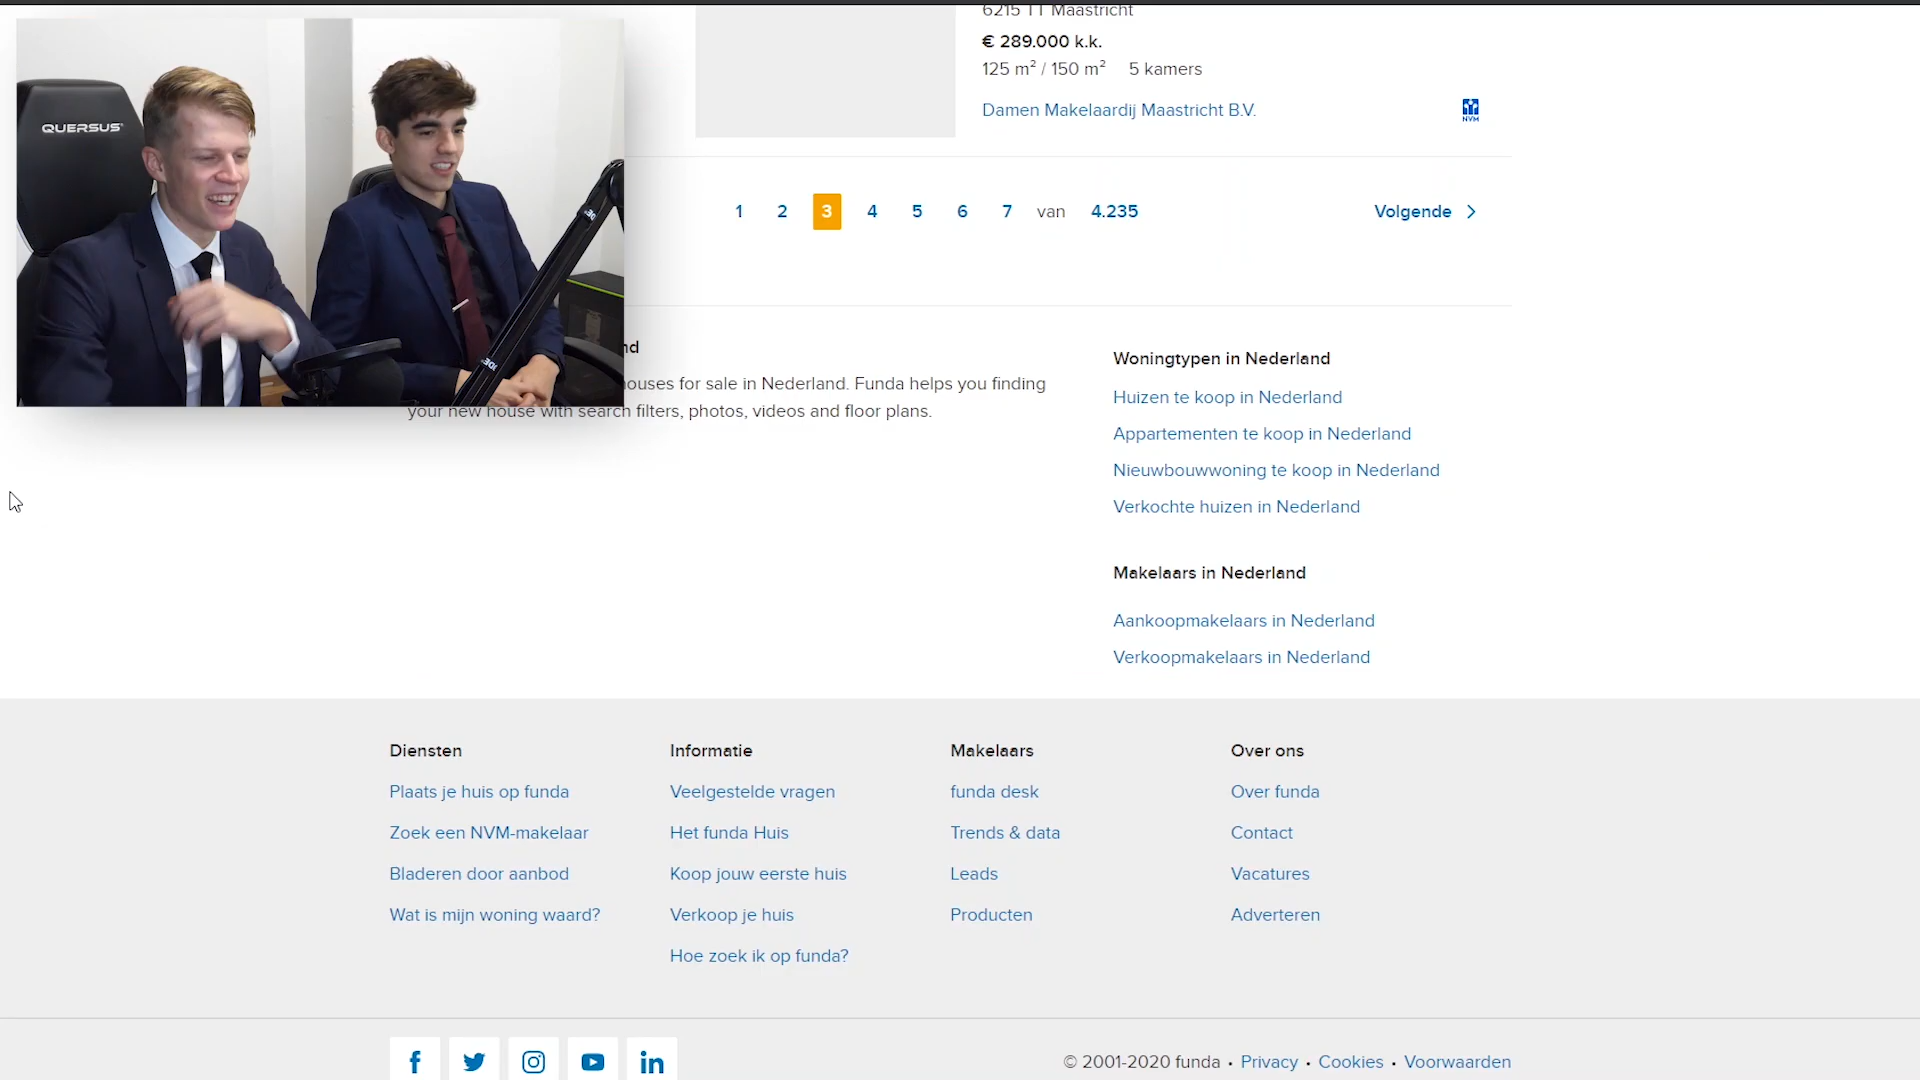 6215 TT Maastricht
€ 289.000 k.k.
125 m² / 150 m² 5 kamers
Damen Makelaardij Maastricht B.V.
NVM
QUERSUS
1 2 3 4 5 6 7 van 4.235
Volgende
nd
houses for sale in Nederland. Funda helps you finding
your new house with search filters, photos, videos and floor plans.
Woningtypen in Nederland
Huizen te koop in Nederland
Appartementen te koop in Nederland
Nieuwbouwwoning te koop in Nederland
Verkochte huizen in Nederland
Makelaars in Nederland
Aankoopmakelaars in Nederland
Verkoopmakelaars in Nederland
Diensten
Plaats je huis op funda
Zoek een NVM-makelaar
Bladeren door aanbod
Wat is mijn woning waard?
Informatie
Veelgestelde vragen
Het funda Huis
Koop jouw eerste huis
Verkoop je huis
Hoe zoek ik op funda?
Makelaars
funda desk
Trends & data
Leads
Producten
Over ons
Over funda
Contact
Vacatures
Adverteren
© 2001-2020 funda • Privacy • Cookies • Voorwaarden